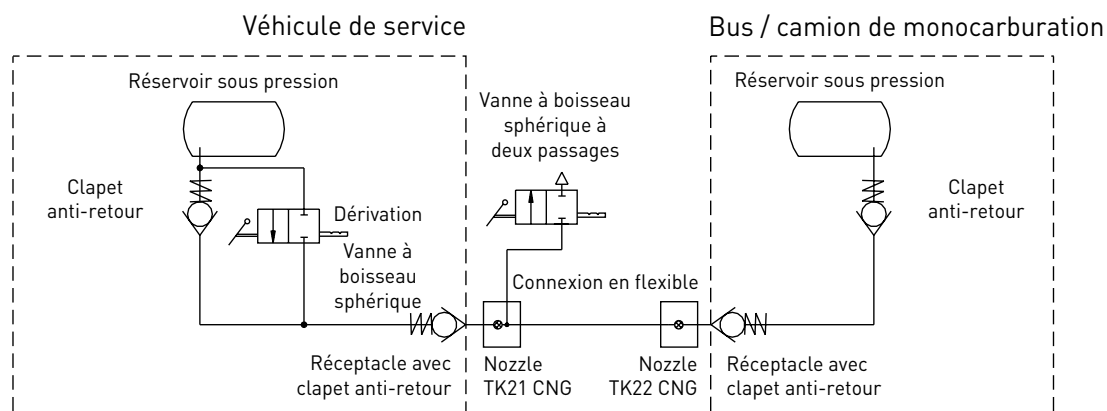 Véhicule de service
Bus / camion de monocarburation
Réservoir sous pression
Vanne à boisseau
sphérique à
deux passages
Réservoir sous pression
Clapet
anti-retour
Dérivation
Vanne à
boisseau
sphérique
Clapet
anti-retour
Connexion en flexible
Réceptacle avec
clapet anti-retour
Nozzle
TK21 CNG
Nozzle
TK22 CNG
Réceptacle avec
clapet anti-retour